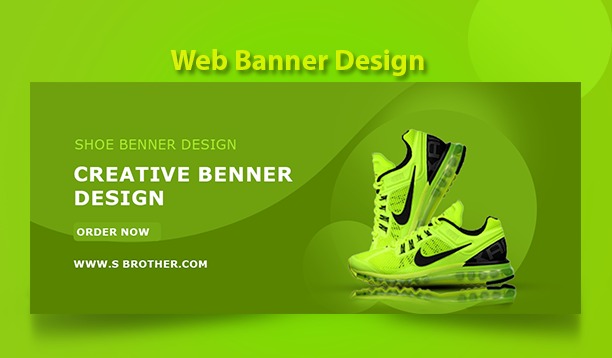 Web Banner Design
SHOE BENNER DESIGN
CREATIVE BENNER
DESIGN
ORDER NOW
WWW.S BROTHER.COM